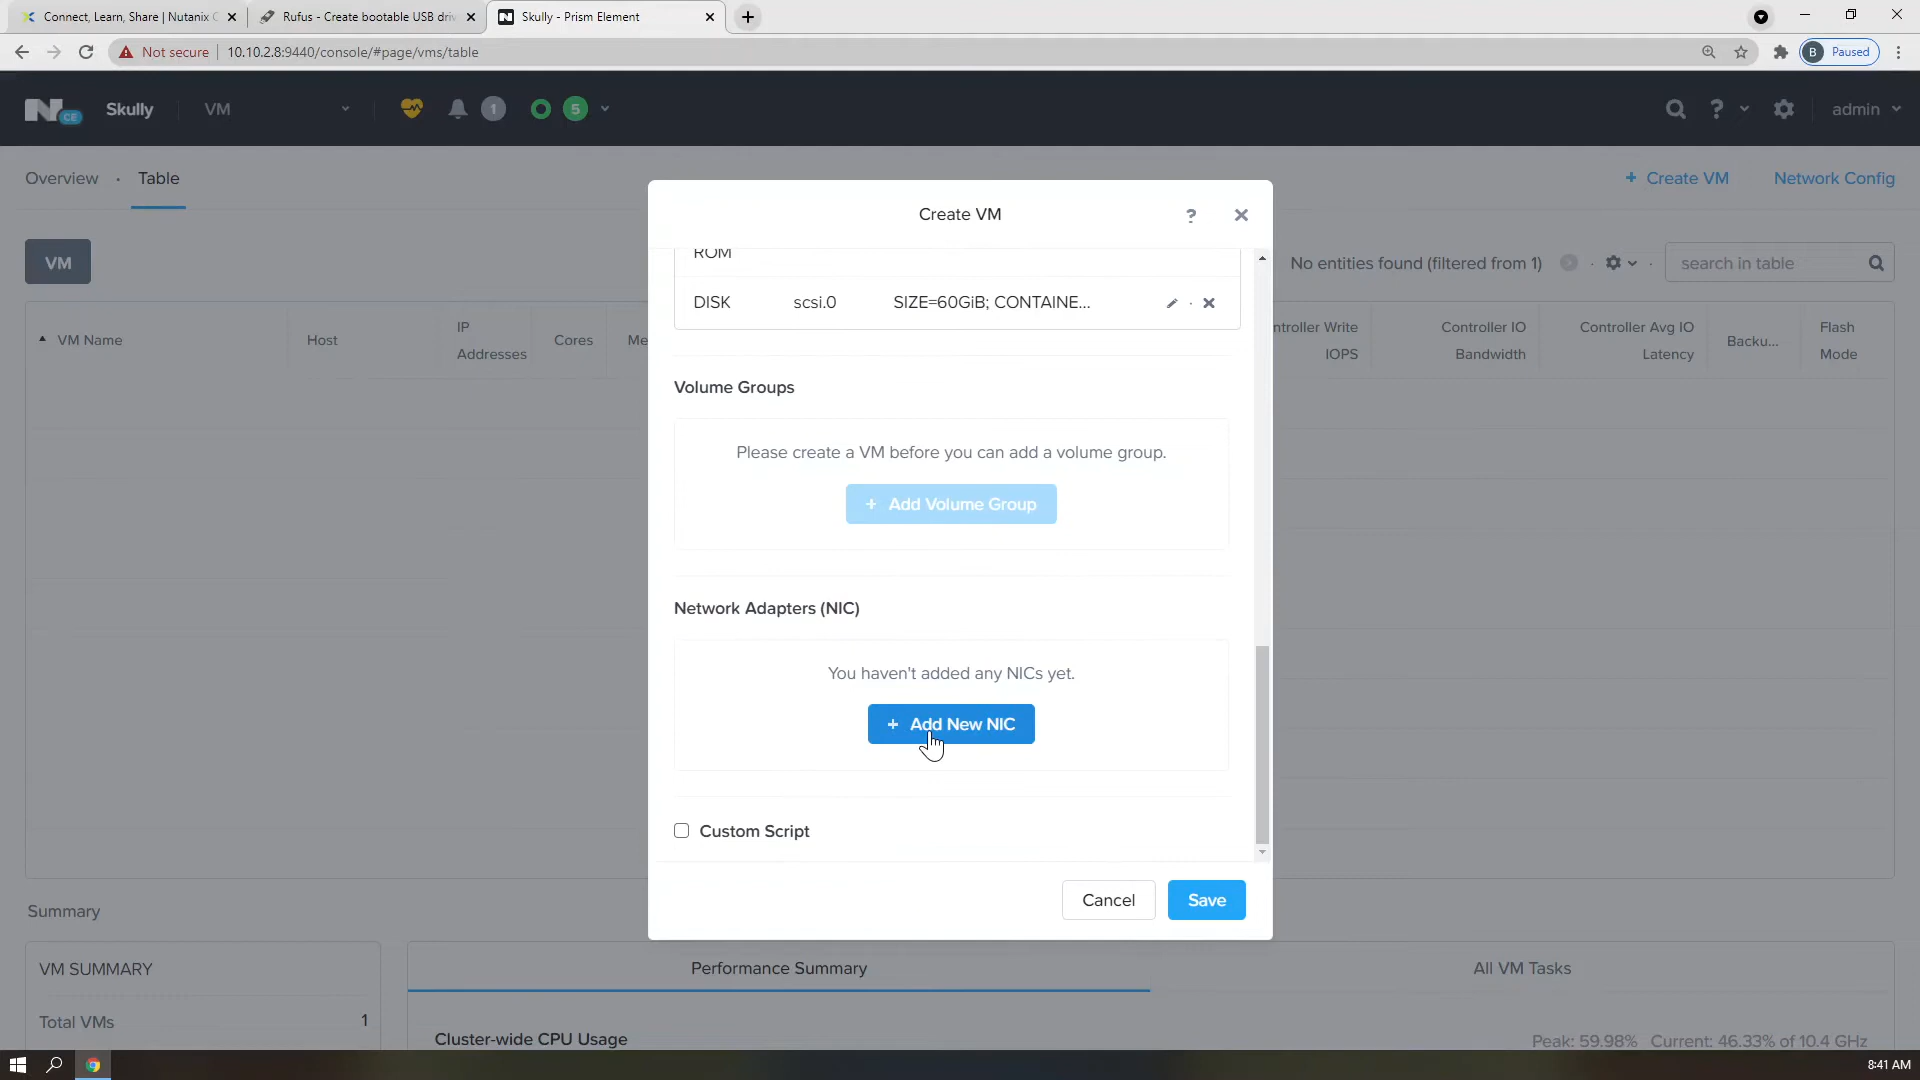 Connect, Learn, Share | Nutanix C
Rufus - Create bootable USB driv
Skully - Prism Element
Not secure
10.10.2.8:9440/console/#page/vms/table
B
Paused
CE
Skully
VM
1
5
?
admin
Overview
· Table
+ Create VM
Network Config
VM
No entities found (filtered from 1)
search in table
VM Name
Host
IP
Addresses
Cores
Me
ntroller Write
IOPS
Controller IO
Bandwidth
Controller Avg IO
Latency
Backu...
Flash
Mode
Create VM
?
ROM
DISK
scsi.0
SIZE=60GiB; CONTAINE...
Volume Groups
Please create a VM before you can add a volume group.
+ Add Volume Group
Network Adapters (NIC)
You haven't added any NICs yet.
+ Add New NIC
Custom Script
Cancel
Save
Summary
VM SUMMARY
Total VMs
1
Performance Summary
All VM Tasks
Cluster-wide CPU Usage
Peak: 59.98% Current: 46.33% of 10.4 GHz
8:41 AM